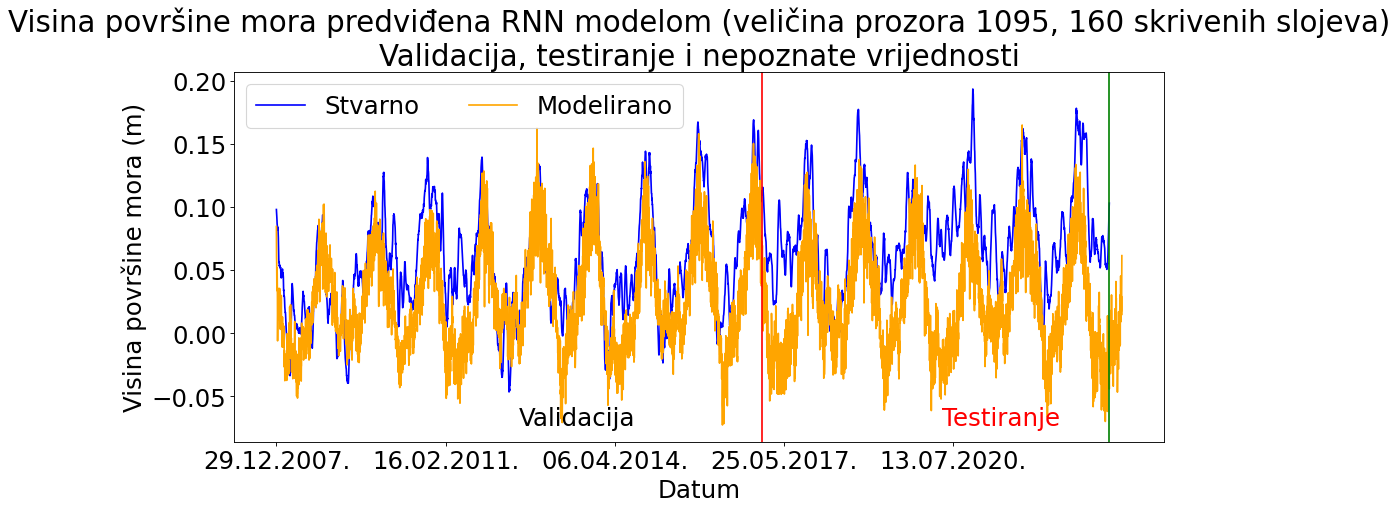 Visina površine mora predviđena RNN modelom (veličina prozora 1095, 160 skrivenih slojeva)
Validacija, testiranje i nepoznate vrijednosti
Stvarno
Modelirano
Visina površine mora (m)
0.20
0.15
0.10
0.05
0.00
−0.05
Validacija
Testiranje
29.12.2007.
16.02.2011.
06.04.2014.
25.05.2017.
13.07.2020.
Datum